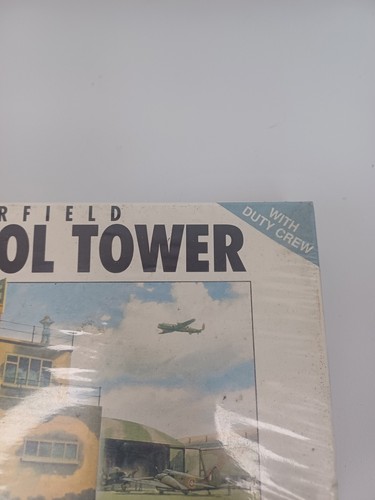 RFIELD
OL TOWER
WITH
DUTY CREW